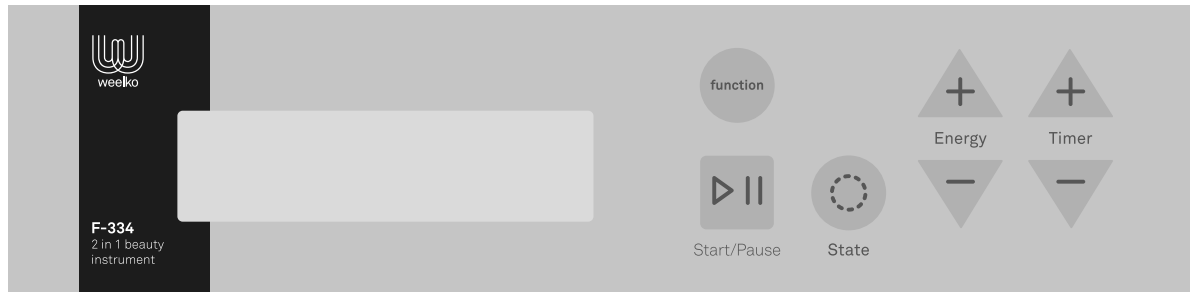 weelko
F-334
2 in 1 beauty
instrument
function
Start/Pause
State
Energy
Timer